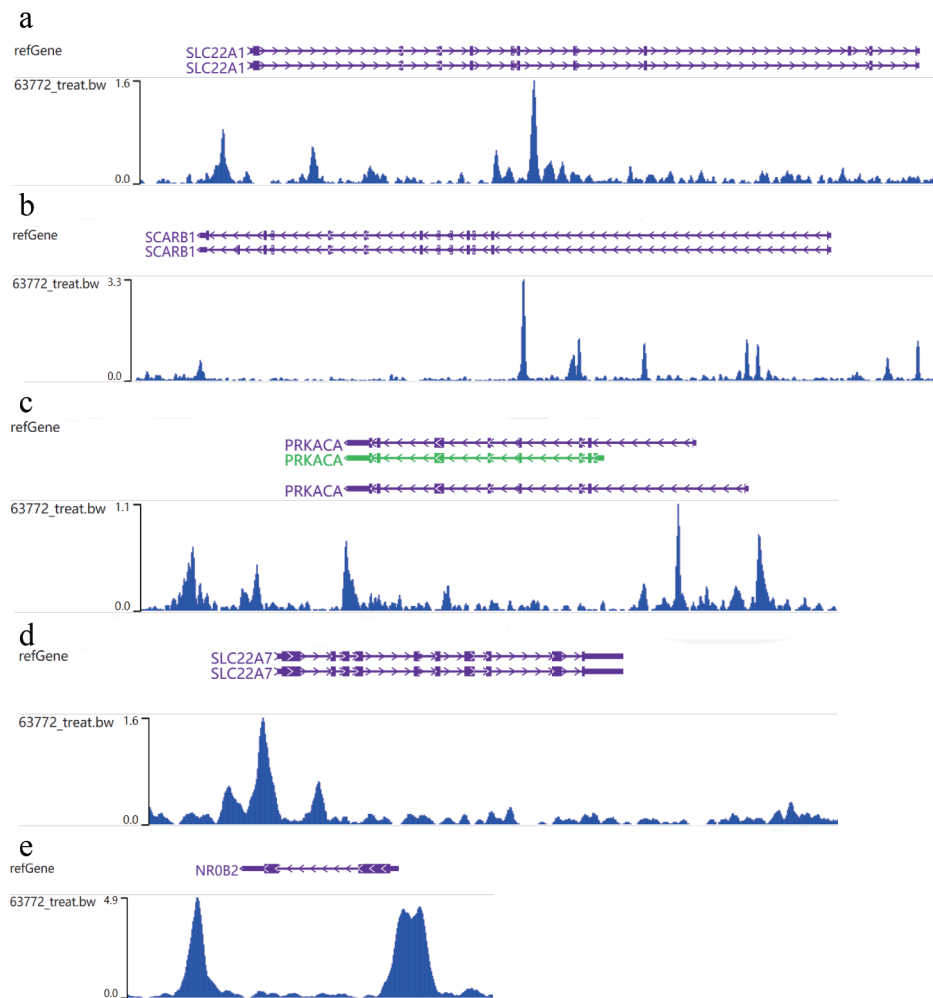 a
refGene
SLC22A1
SLC22A1
63772_treat.bw 1.6
0.0
b
refGene
SCARB1
SCARB1
63772_treat.bw 3.3
0.0
c
refGene
PRKACA
PRKACA
PRKACA
63772_treat.bw 1.1
0.0
d
refGene
SLC22A7
SLC22A7
63772_treat.bw 1.6
0.0
e
refGene
NR0B2
63772_treat.bw 4.9
0.0